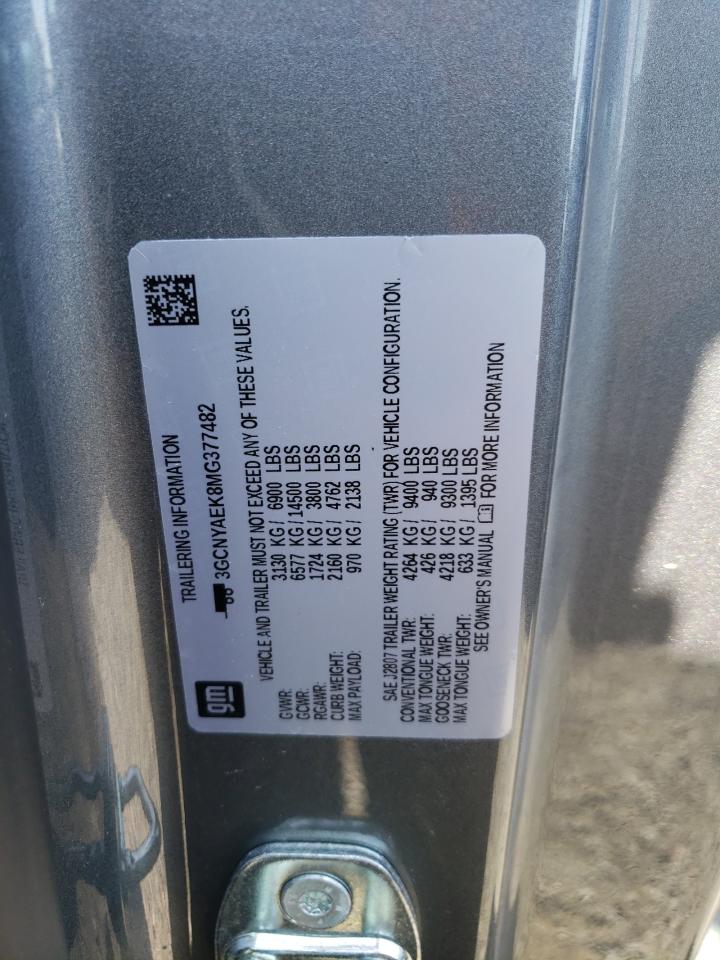 gm
TRAILERING INFORMATION
3GCNYAEK8MG377482
VEHICLE AND TRAILER MUST NOT EXCEED ANY OF THESE VALUES.
GVWR: 3130 KG / 6900 LBS
GCWR: 6577 KG / 14500 LBS
RGAWR: 1724 KG / 3800 LBS
CURB WEIGHT: 2160 KG / 4762 LBS
MAX PAYLOAD: 970 KG / 2138 LBS
SAE J2807 TRAILER WEIGHT RATING (TWR) FOR VEHICLE CONFIGURATION.
CONVENTIONAL TWR: 4264 KG / 9400 LBS
MAX TONGUE WEIGHT: 426 KG / 940 LBS
GOOSENECK TWR: 4218 KG / 9300 LBS
MAX TONGUE WEIGHT: 633 KG / 1395 LBS
SEE OWNER'S MANUAL FOR MORE INFORMATION